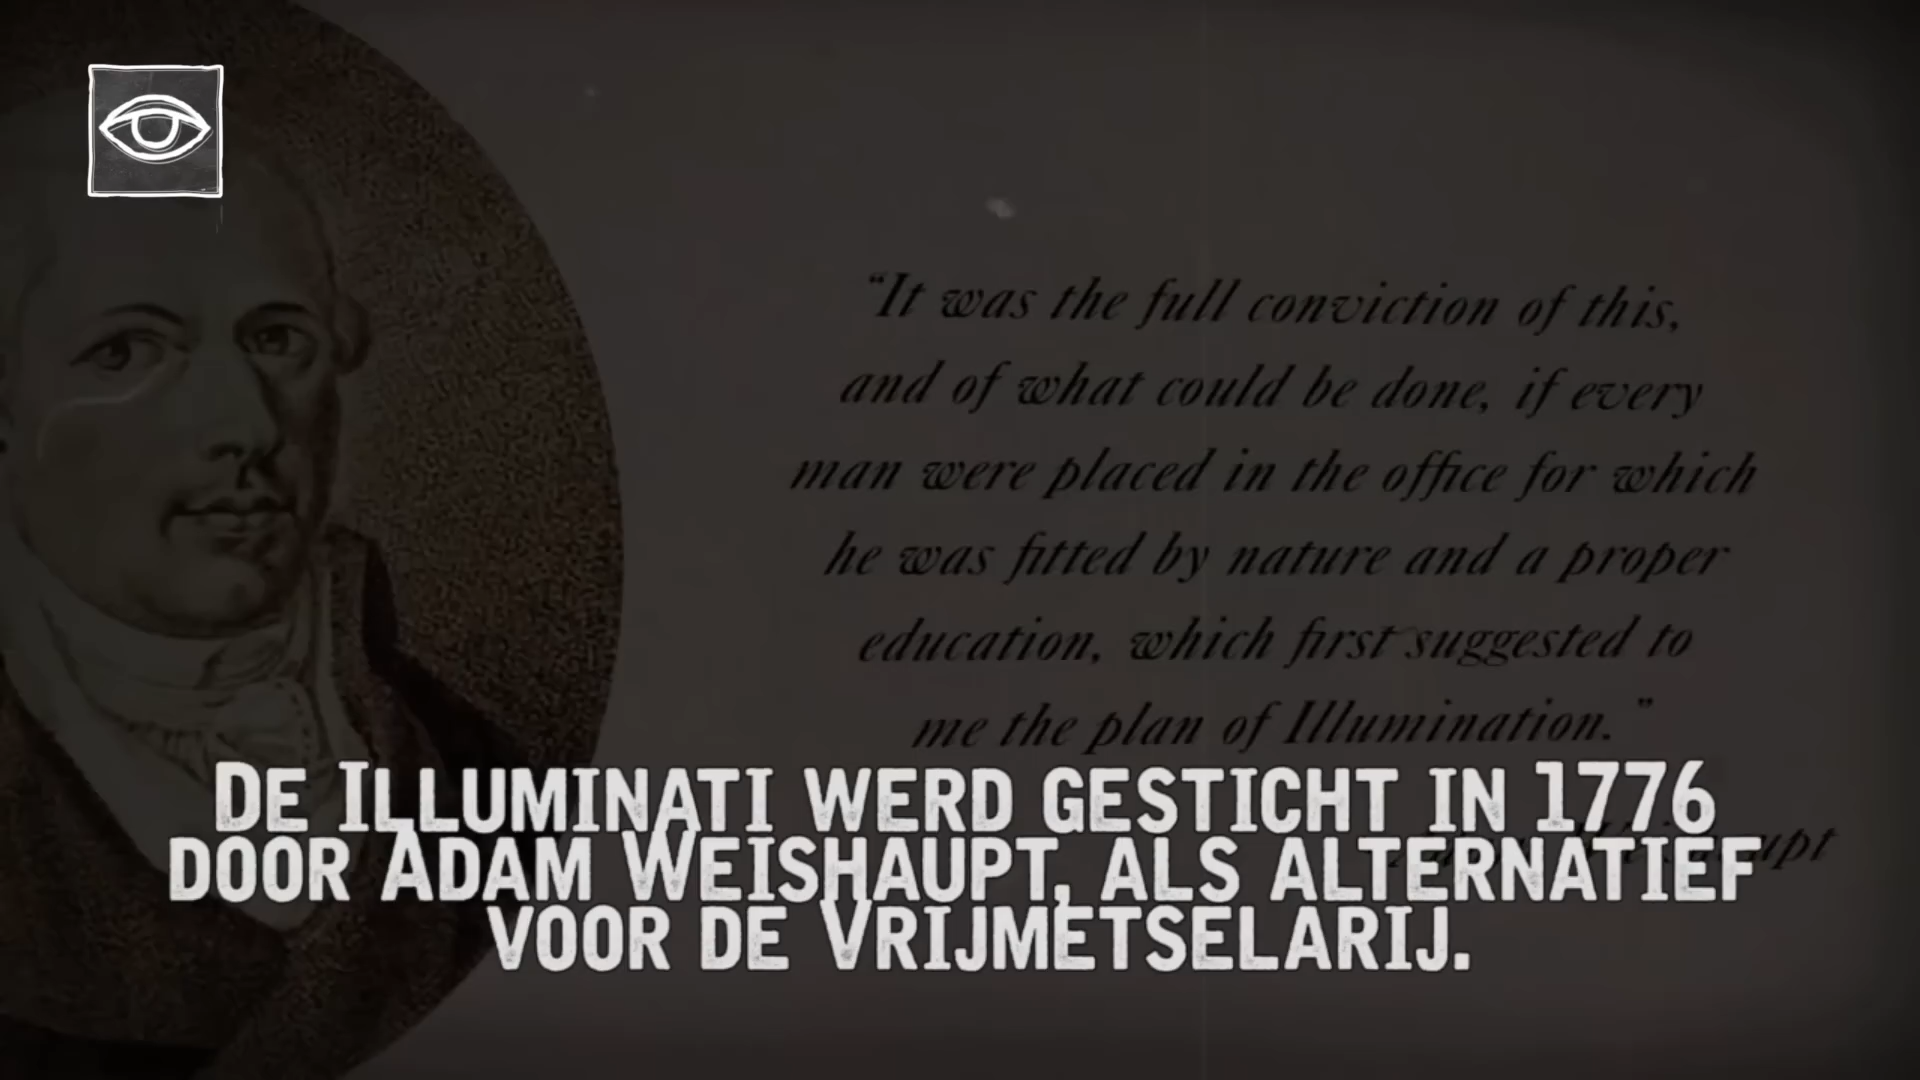 “It was the full conviction of this,
and of what could be done, if every
man were placed in the office for which
he was fitted by nature and a proper
education, which first suggested to
me the plan of Illumination.”
De Illuminati werd gesticht in 1776
door Adam Weishaupt, als alternatief
voor de Vrijmetselarij.